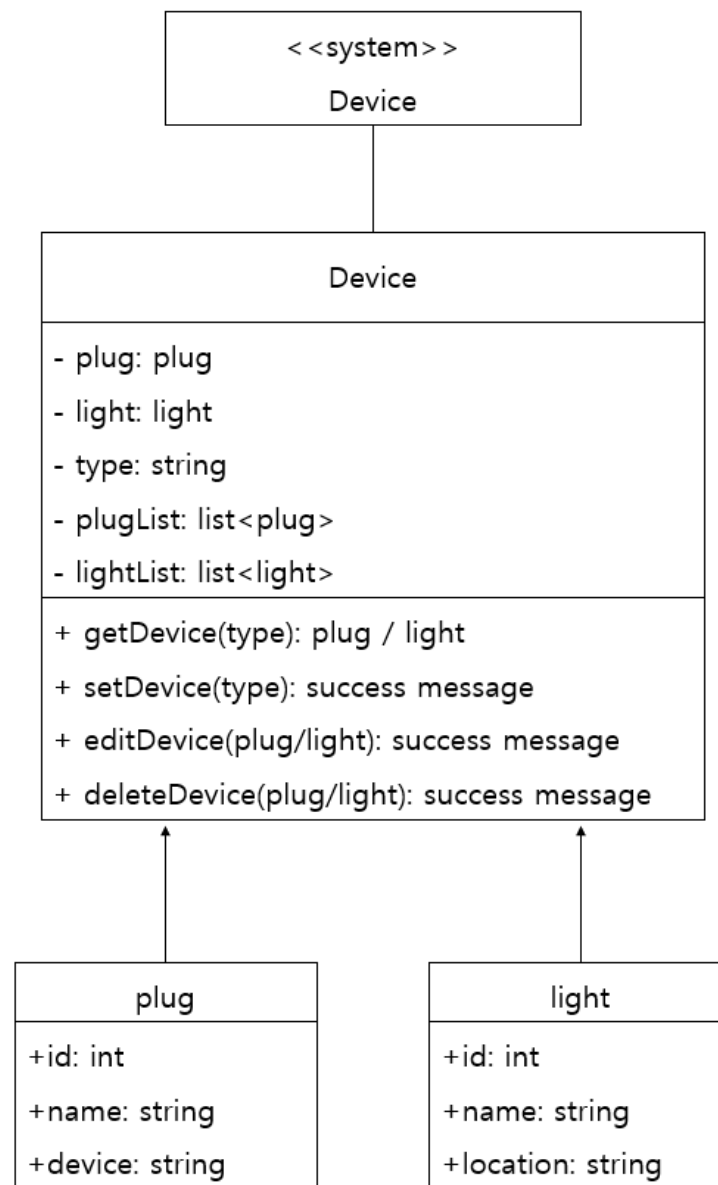 <<system>>
Device
Device
- plug: plug
- light: light
- type: string
- plugList: list<plug>
- lightList: list<light>
+ getDevice(type): plug / light
+ setDevice(type): success message
+ editDevice(plug/light): success message
+ deleteDevice(plug/light): success message
plug
+id: int
+name: string
+device: string
light
+id: int
+name: string
+location: string